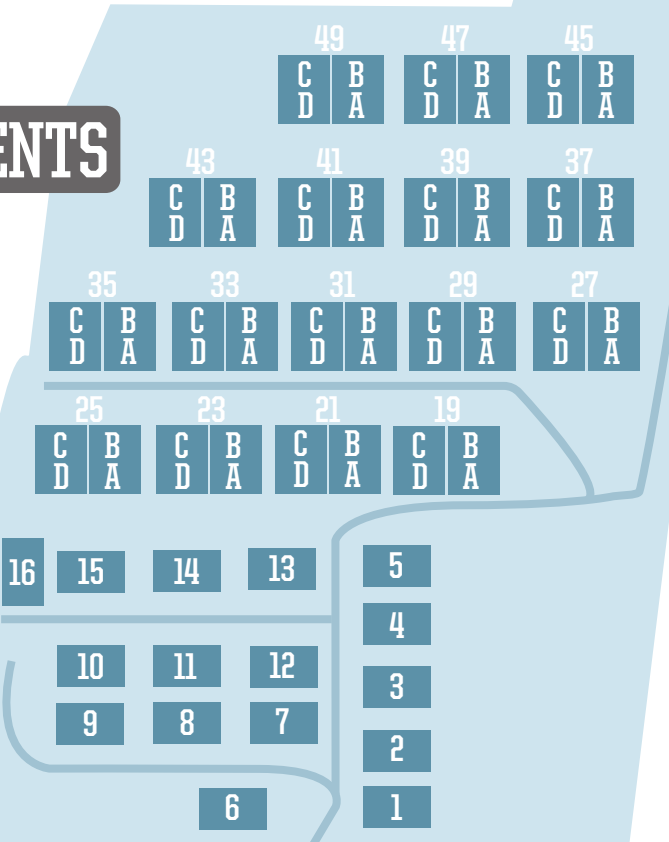 49 47 45
C B C B C B
D A D A D A
ENTS
43 41 39 37
C B C B C B C B
D A D A D A D A
35 33 31 29 27
C B C B C B C B C B
D A D A D A D A D A
25 23 21 19
C B C B C B C B
D A D A D A D A
16 15 14 13 5
4
10 11 12
3
9 8 7
2
6 1